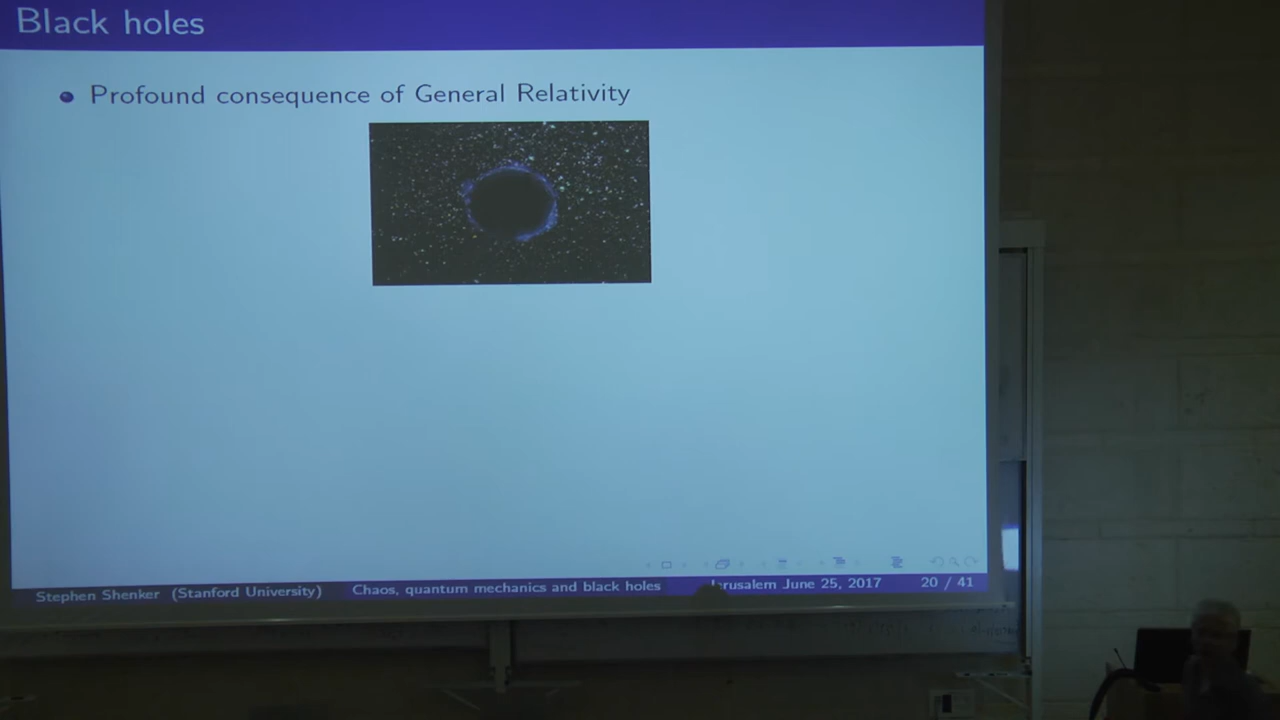 Black holes
Profound consequence of General Relativity
Stephen Shenker (Stanford University) Chaos, quantum mechanics and black holes Jerusalem June 25, 2017 20 / 41